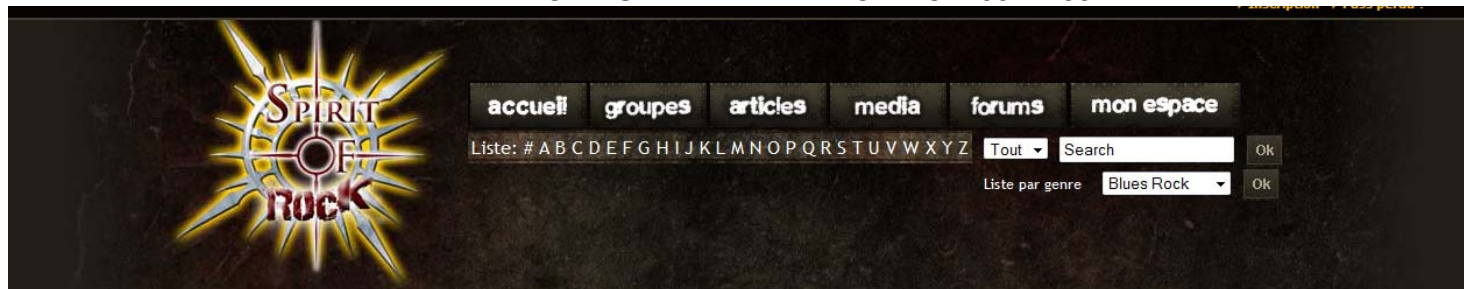 SPIRIT
OF
ROCK
accueil groupes articles media forums mon espace
Liste: # A B C D E F G H I J K L M N O P Q R S T U V W X Y Z Tout Search Ok
Liste par genre Blues Rock Ok